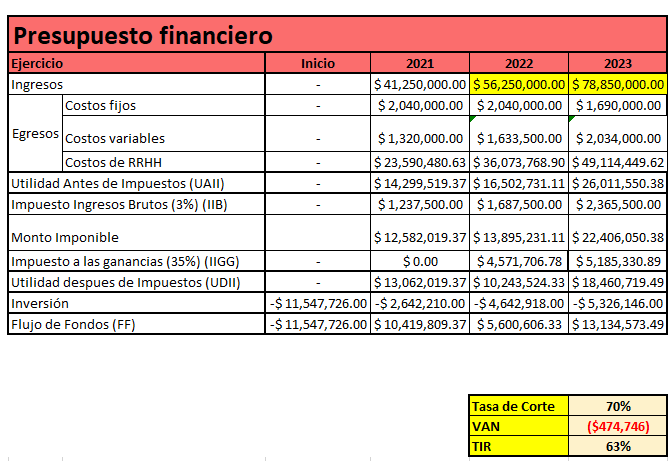 Presupuesto financiero
Ejercicio Inicio 2021 2022 2023
Ingresos - $ 41,250,000.00 $ 56,250,000.00 $ 78,850,000.00
Egresos
Costos fijos - $ 2,040,000.00 $ 2,040,000.00 $ 1,690,000.00
Costos variables - $ 1,320,000.00 $ 1,633,500.00 $ 2,034,000.00
Costos de RRHH - $ 23,590,480.63 $ 36,073,768.90 $ 49,114,449.62
Utilidad Antes de Impuestos (UAII) - $ 14,299,519.37 $ 16,502,731.11 $ 26,011,550.38
Impuesto Ingresos Brutos (3%) (IIB) - $ 1,237,500.00 $ 1,687,500.00 $ 2,365,500.00
Monto Imponible - $ 12,582,019.37 $ 13,895,231.11 $ 22,406,050.38
Impuesto a las ganancias (35%) (IIGG) - $ 0.00 $ 4,571,706.78 $ 5,185,330.89
Utilidad despues de Impuestos (UDII) - $ 13,062,019.37 $ 10,243,524.33 $ 18,460,719.49
Inversión -$ 11,547,726.00 -$ 2,642,210.00 -$ 4,642,918.00 -$ 5,326,146.00
Flujo de Fondos (FF) -$ 11,547,726.00 $ 10,419,809.37 $ 5,600,606.33 $ 13,134,573.49
Tasa de Corte 70%
VAN ($474,746)
TIR 63%